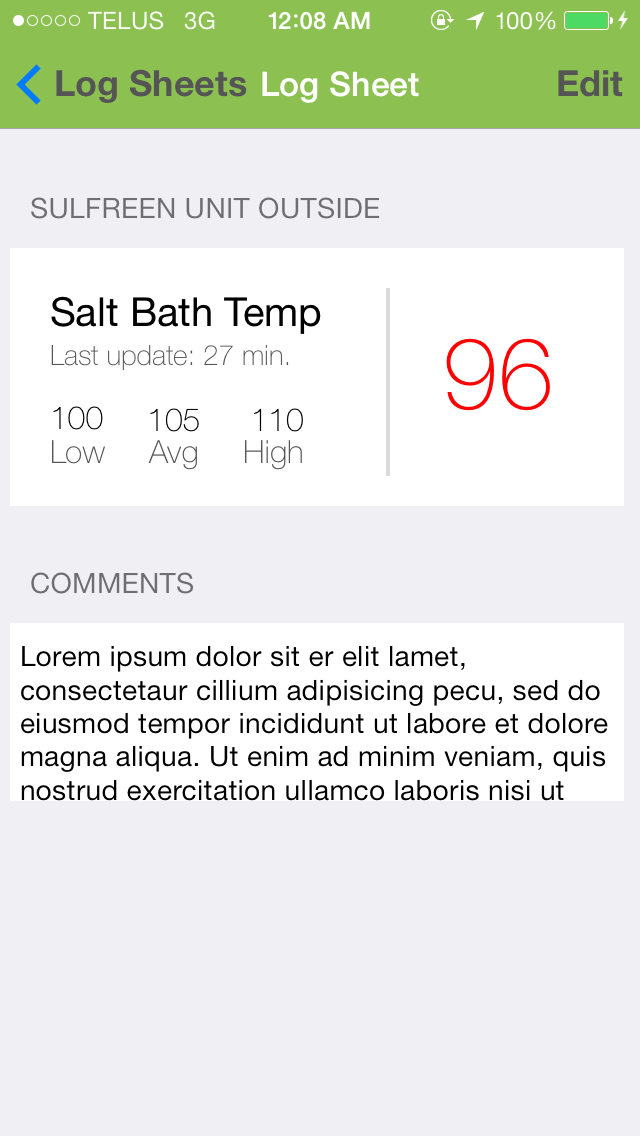 TELUS 3G 12:08 AM 100%
Log Sheets Log Sheet Edit
SULFREEN UNIT OUTSIDE
Salt Bath Temp
Last update: 27 min.
96
100 105 110
Low Avg High
COMMENTS
Lorem ipsum dolor sit er elit lamet,
consectetaur cillium adipisicing pecu, sed do
eiusmod tempor incididunt ut labore et dolore
magna aliqua. Ut enim ad minim veniam, quis
nostrud exercitation ullamco laboris nisi ut